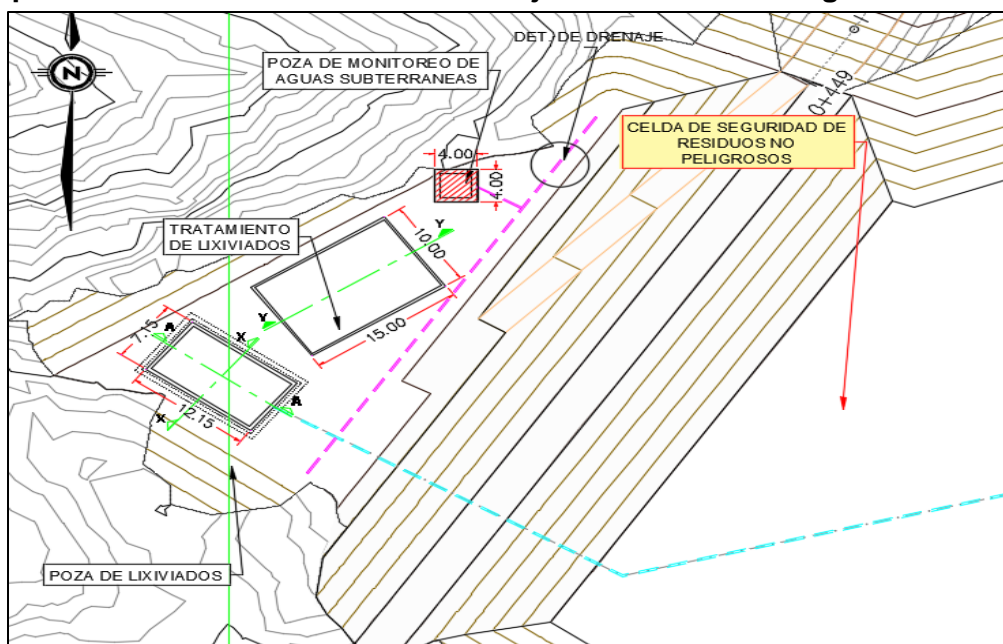 N
DET. DE DRENAJE
POZA DE MONITOREO DE
AGUAS SUBTERRANEAS
0+449
CELDA DE SEGURIDAD DE
RESIDUOS NO
PELIGROSOS
4.00
4.00
TRATAMIENTO
DE LIXIVIADOS
Y
10.00
Y
15.00
7.15
A
X
A
12.15
X
POZA DE LIXIVIADOS